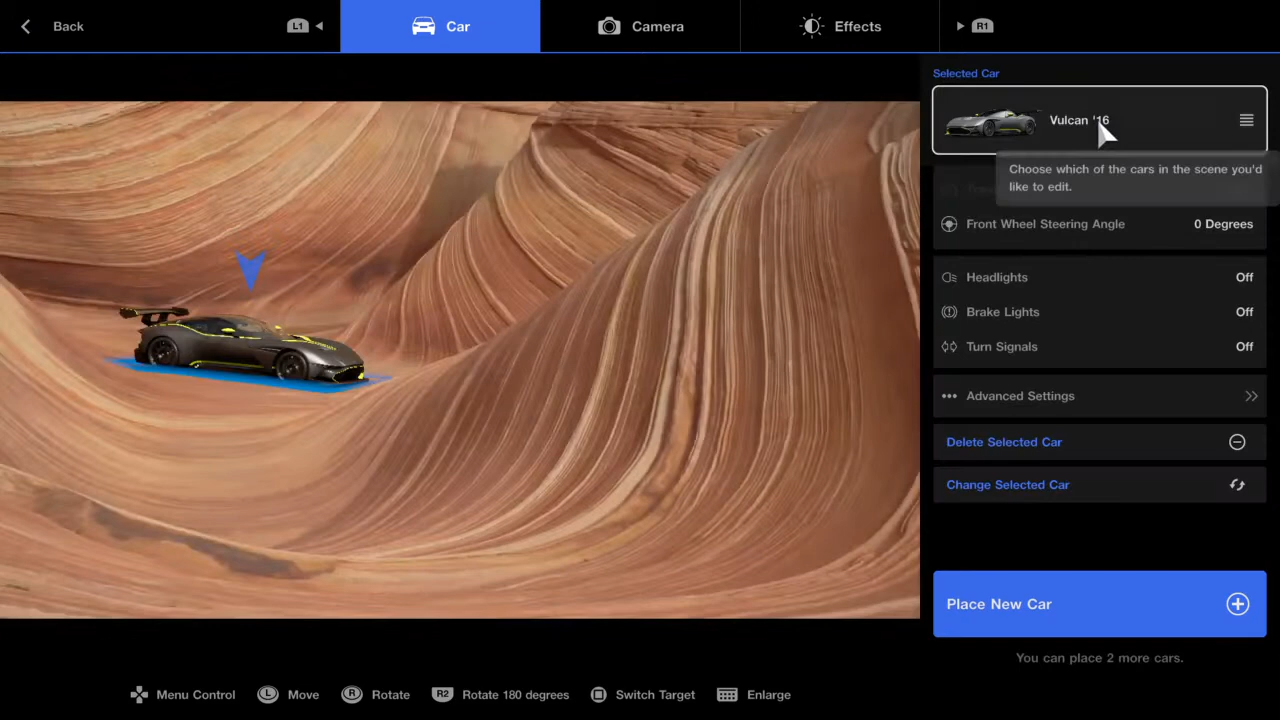 Back
L1
Car
Camera
Effects
R1
Selected Car
Vulcan '16
Choose which of the cars in the scene you'd
like to edit.
Front Wheel Steering Angle
0 Degrees
Headlights
Off
Brake Lights
Off
Turn Signals
Off
Advanced Settings
Delete Selected Car
Change Selected Car
Place New Car
You can place 2 more cars.
Menu Control
L
Move
R
Rotate
R2
Rotate 180 degrees
Switch Target
Enlarge